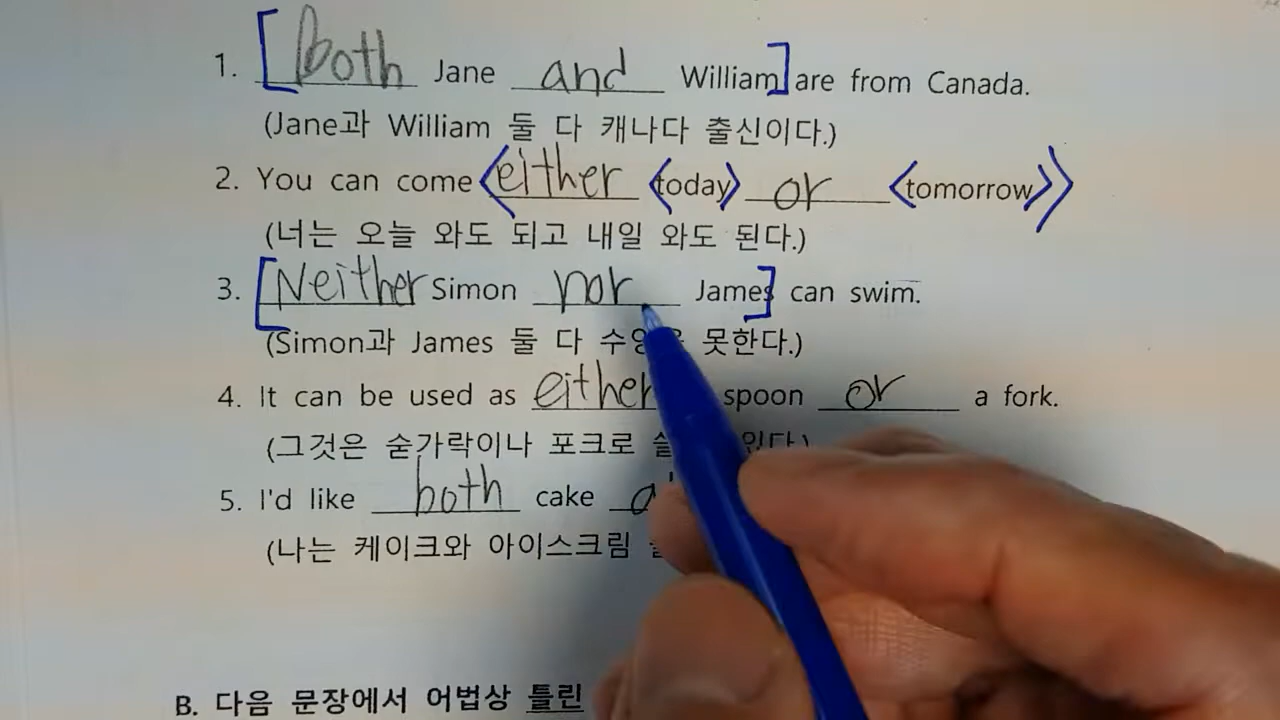 1. both Jane and William are from Canada.
(Jane과 William 둘 다 캐나다 출신이다.)
2. You can come either today or tomorrow
(너는 오늘 와도 되고 내일 와도 된다.)
3. Neither Simon nor James can swim.
(Simon과 James 둘 다 못한다.)
4. It can be used as either spoon or a fork.
(그것은 숟가락이나 포크로 있다.)
5. I'd like both cake
(나는 케이크와 아이스크림
B. 다음 문장에서 어법상 틀린